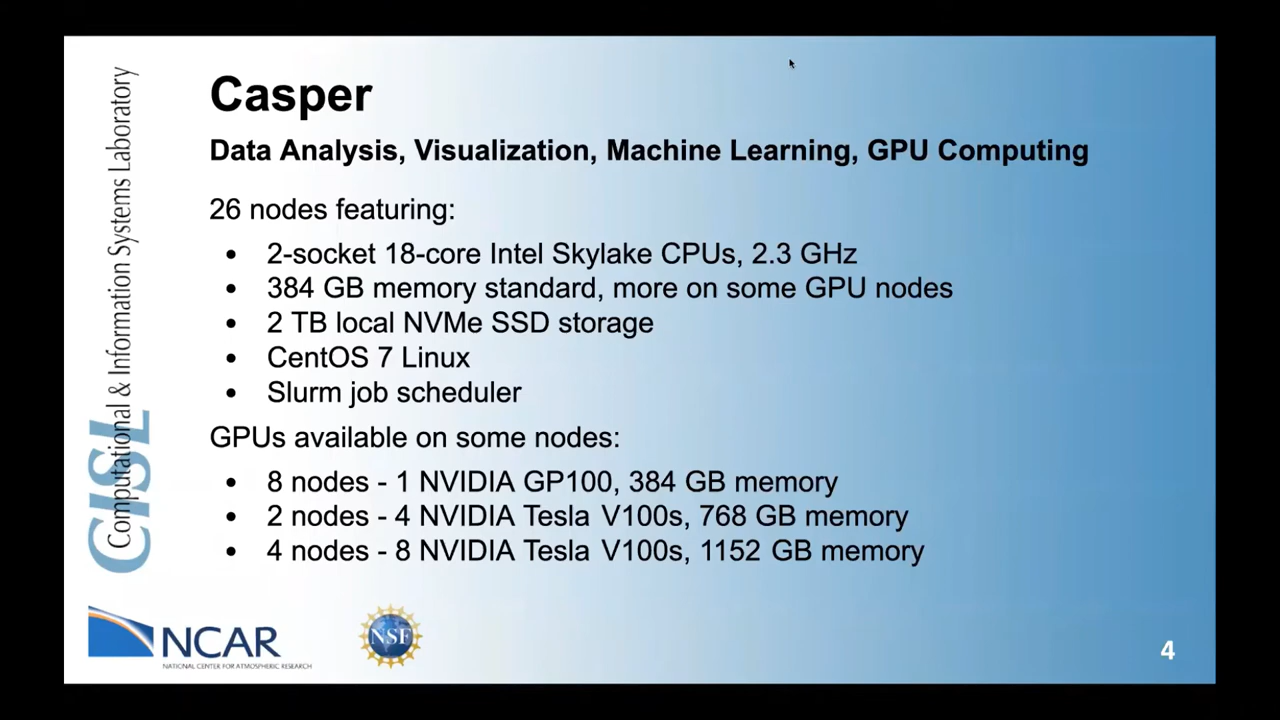 Casper
Data Analysis, Visualization, Machine Learning, GPU Computing
26 nodes featuring:
• 2-socket 18-core Intel Skylake CPUs, 2.3 GHz
• 384 GB memory standard, more on some GPU nodes
• 2 TB local NVMe SSD storage
• CentOS 7 Linux
• Slurm job scheduler
GPUs available on some nodes:
• 8 nodes - 1 NVIDIA GP100, 384 GB memory
• 2 nodes - 4 NVIDIA Tesla V100s, 768 GB memory
• 4 nodes - 8 NVIDIA Tesla V100s, 1152 GB memory
CISL
Computational & Information Systems Laboratory
NCAR
NATIONAL CENTER FOR ATMOSPHERIC RESEARCH
NSF
4